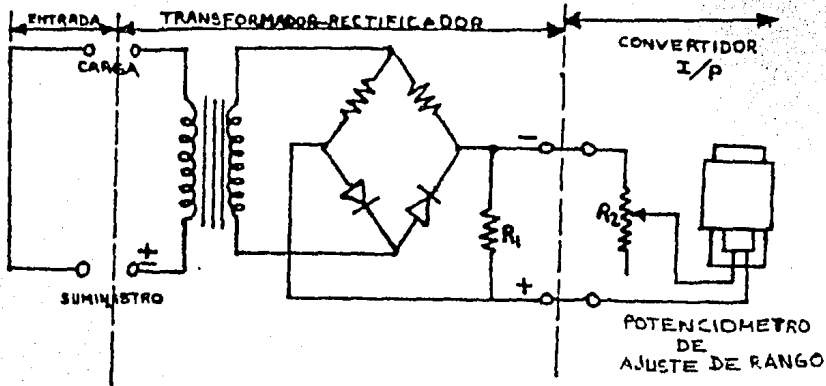 ENTRADA
TRANSFORMADOR-RECTIFICADOR
CONVERTIDOR
I/P
CARGA
-
R1
R2
+
-
+
SUMINISTRO
POTENCIOMETRO
DE
AJUSTE DE RANGO